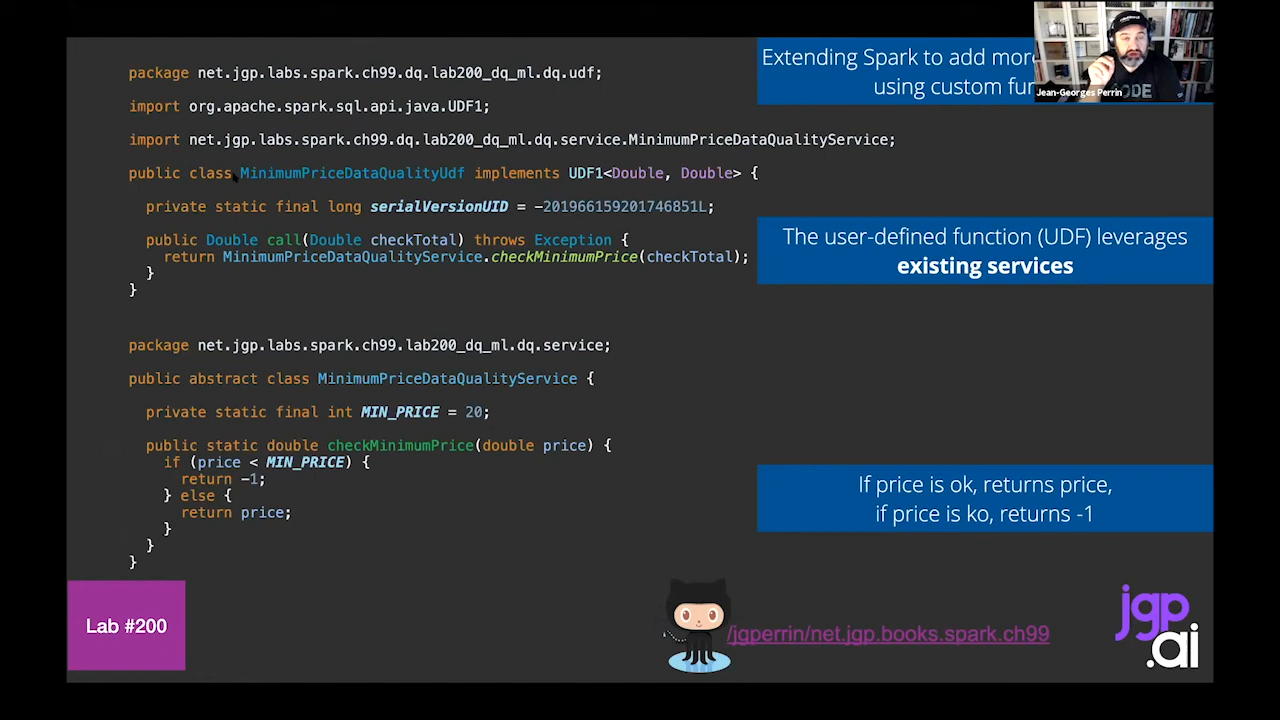 package net.jgp.labs.spark.ch99.dq.lab200_dq_ml.dq.udf;
import org.apache.spark.sql.api.java.UDF1;
import net.jgp.labs.spark.ch99.dq.lab200_dq_ml.dq.service.MinimumPriceDataQualityService;
public class MinimumPriceDataQualityUdf implements UDF1<Double, Double> {
private static final long serialVersionUID = -201966159201746851L;
public Double call(Double checkTotal) throws Exception {
return MinimumPriceDataQualityService.checkMinimumPrice(checkTotal);
}
}
package net.jgp.labs.spark.ch99.lab200_dq_ml.dq.service;
public abstract class MinimumPriceDataQualityService {
private static final int MIN_PRICE = 20;
public static double checkMinimumPrice(double price) {
if (price < MIN_PRICE) {
return -1;
} else {
return price;
}
}
}
Extending Spark to add more
using custom
Jean-Georges Perrin
The user-defined function (UDF) leverages
existing services
If price is ok, returns price,
if price is ko, returns -1
Lab #200
/jgperrin/net.jgp.books.spark.ch99
jgp
.ai